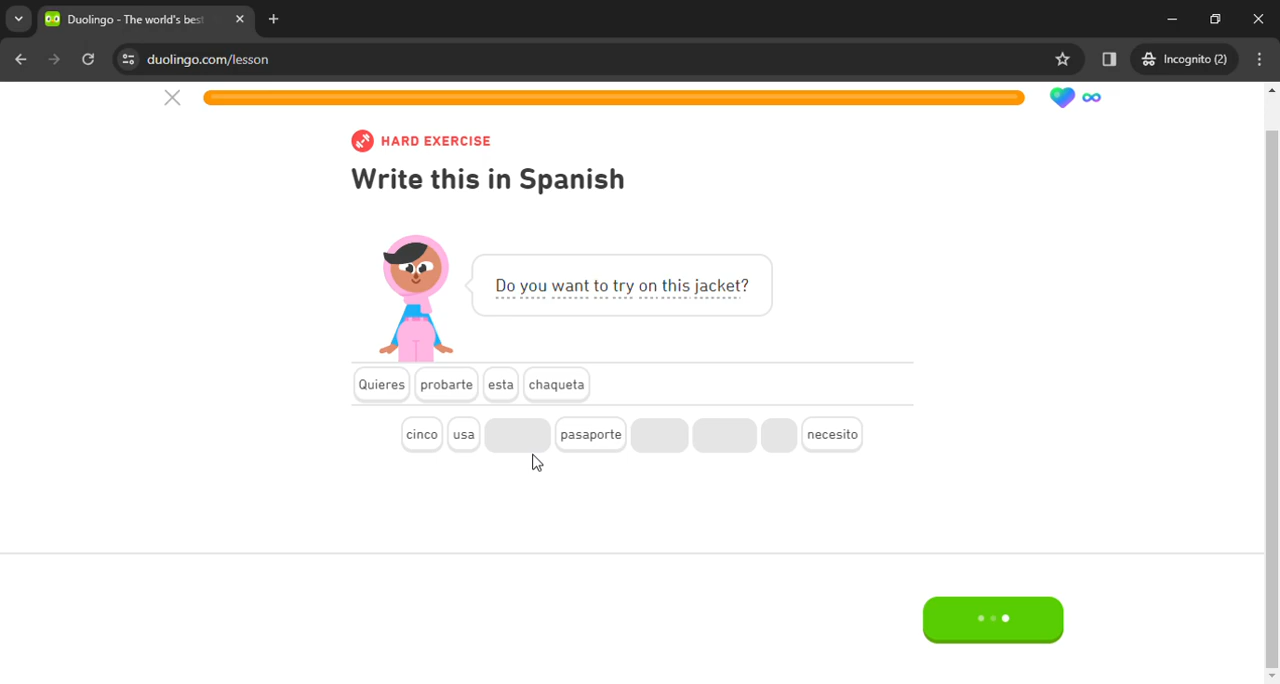 Duolingo - The world's best
duolingo.com/lesson
Incognito (2)
HARD EXERCISE
Write this in Spanish
Do you want to try on this jacket?
Quieres probarte esta chaqueta
cinco usa pasaporte necesito